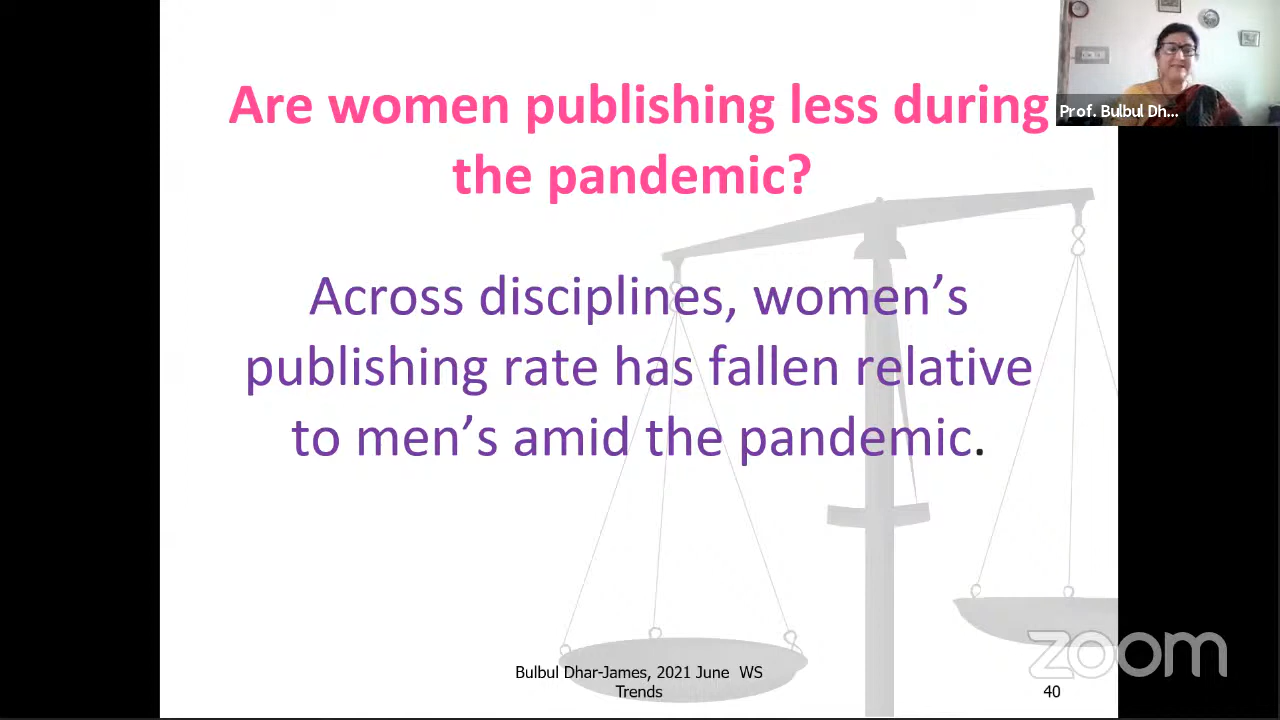 Are women publishing less during
the pandemic?
Prof. Bulbul Dh...
Across disciplines, women’s
publishing rate has fallen relative
to men’s amid the pandemic.
Bulbul Dhar-James, 2021 June WS
Trends
40
zoom